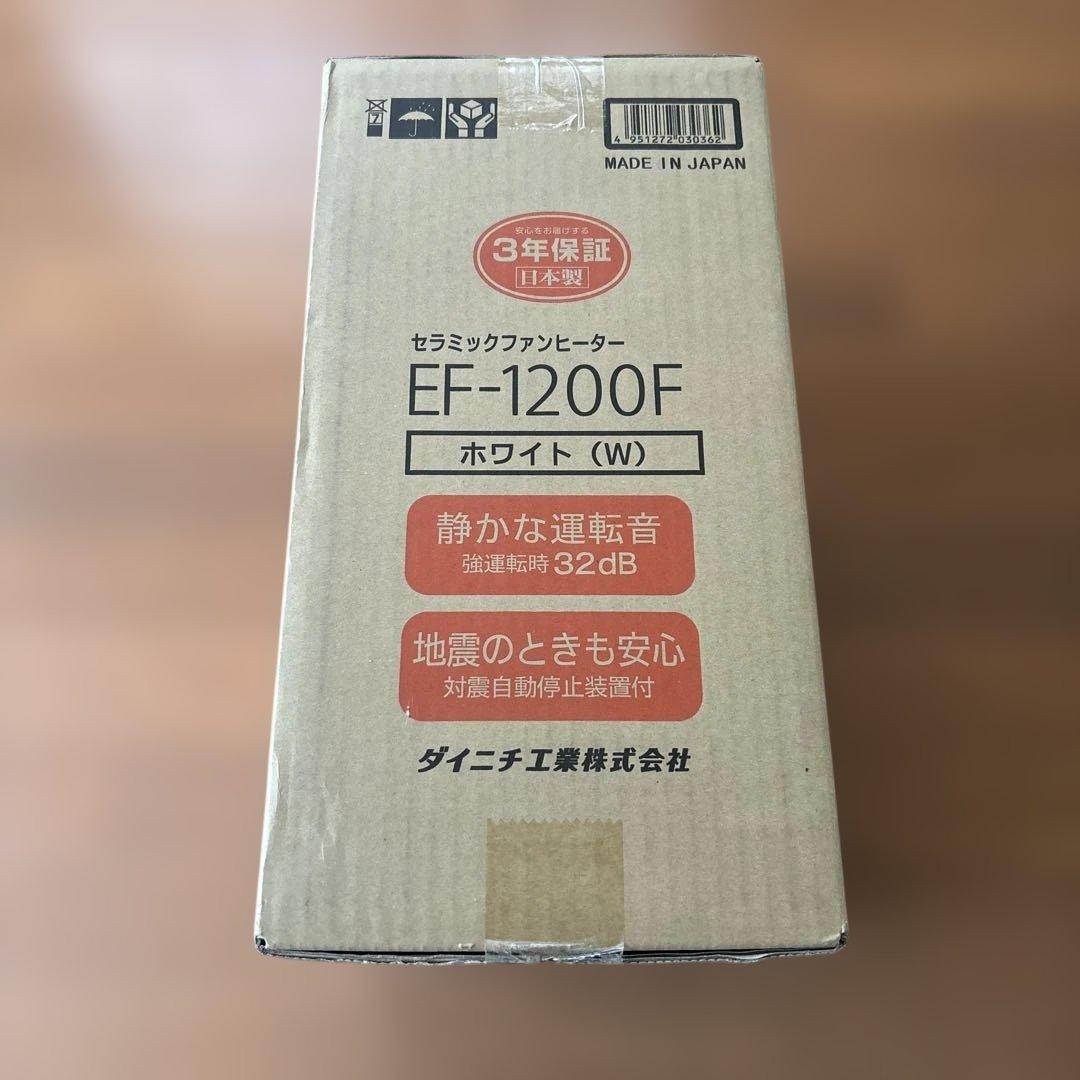 7
4 951272 030362
MADE IN JAPAN
安心をお届けする
3年保証
日本製
セラミックファンヒーター
EF-1200F
ホワイト（W）
静かな運転音
強運転時 32dB
地震のときも安心
対震自動停止装置付
ダイニチ工業株式会社